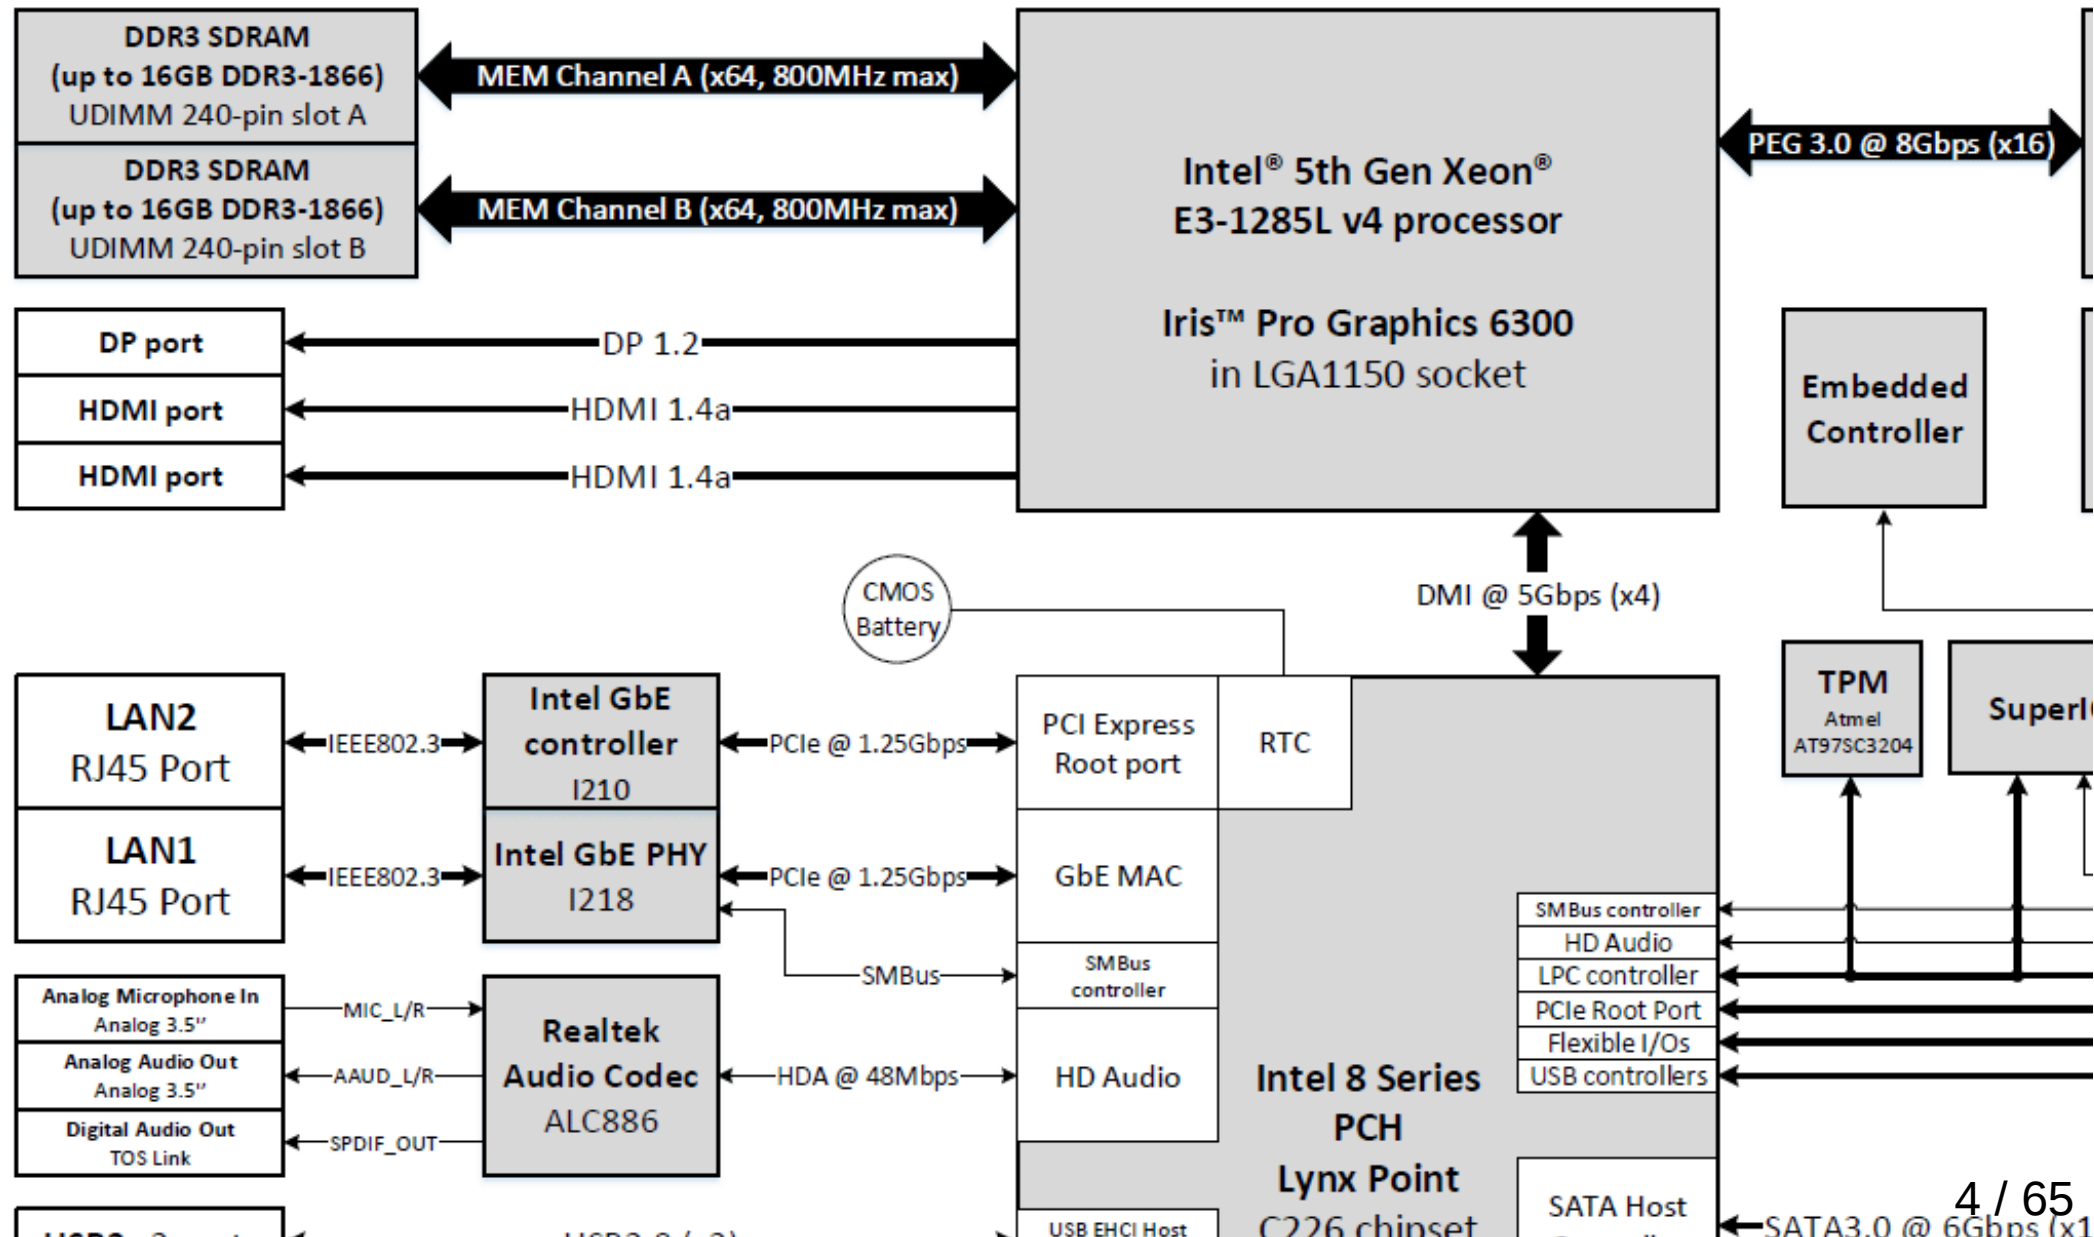 DDR3 SDRAM
(up to 16GB DDR3-1866)
UDIMM 240-pin slot A
MEM Channel A (x64, 800MHz max)
DDR3 SDRAM
(up to 16GB DDR3-1866)
UDIMM 240-pin slot B
MEM Channel B (x64, 800MHz max)
Intel® 5th Gen Xeon®
E3-1285L v4 processor
Iris™ Pro Graphics 6300
in LGA1150 socket
PEG 3.0 @ 8Gbps (x16)
DP port
DP 1.2
HDMI port
HDMI 1.4a
HDMI port
HDMI 1.4a
Embedded
Controller
CMOS
Battery
DMI @ 5Gbps (x4)
LAN2
RJ45 Port
IEEE802.3
Intel GbE
controller
I210
PCIe @ 1.25Gbps
PCI Express
Root port
RTC
TPM
Atmel
AT97SC3204
LAN1
RJ45 Port
IEEE802.3
Intel GbE PHY
I218
PCIe @ 1.25Gbps
GbE MAC
SMBus
SMBus
controller
Analog Microphone In
Analog 3.5″
MIC_L/R
Analog Audio Out
Analog 3.5″
AAUD_L/R
Digital Audio Out
TOS Link
SPDIF_OUT
Realtek
Audio Codec
ALC886
HDA @ 48Mbps
HD Audio
SMBus controller
HD Audio
LPC controller
PCIe Root Port
Flexible I/Os
USB controllers
Intel 8 Series
PCH
Lynx Point
C226 chipset
USB EHCI Host
SATA Host
SATA3.0 @ 6Gbps
4 / 65